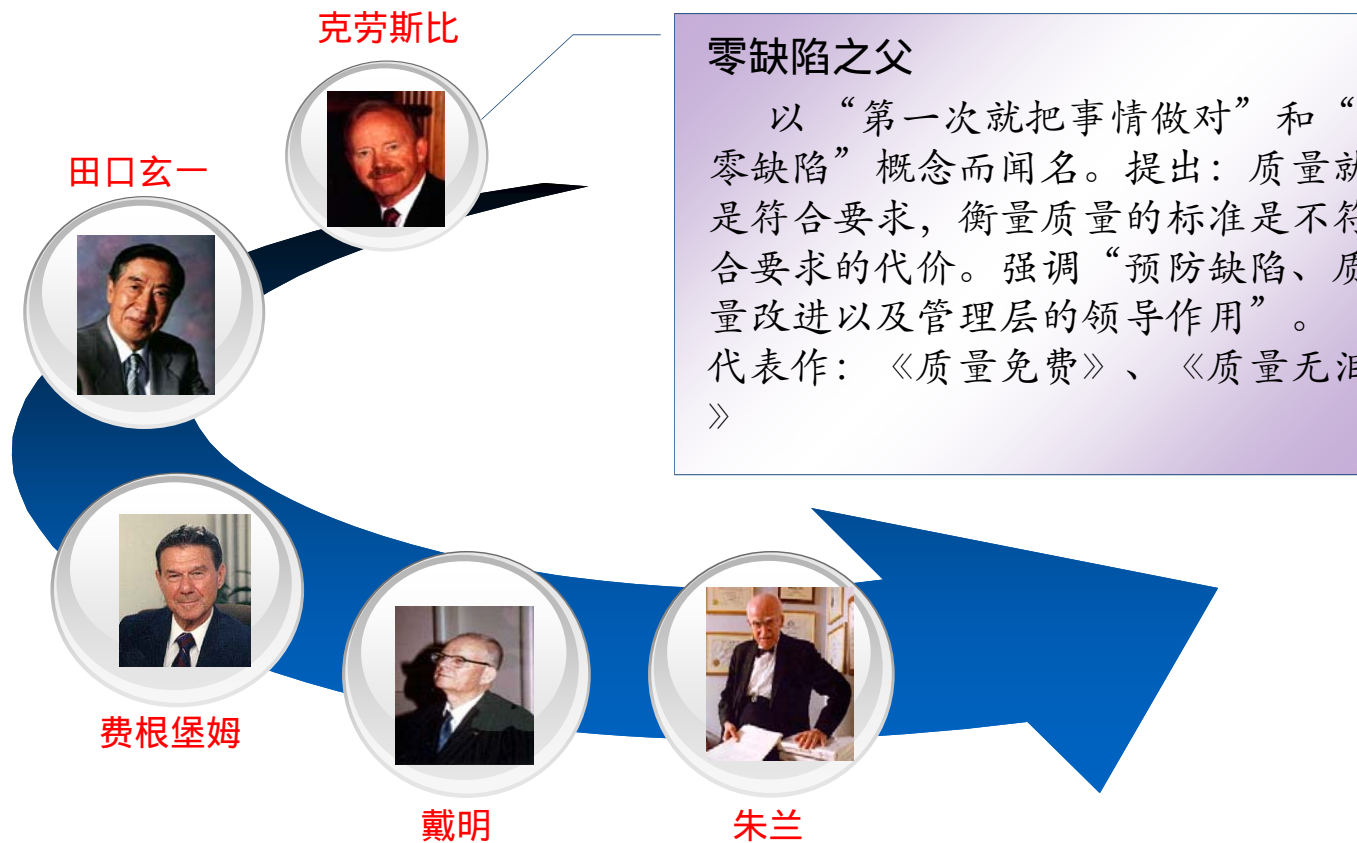 克劳斯比
零缺陷之父
以“第一次就把事情做对”和“
零缺陷”概念而闻名。提出：质量就
是符合要求，衡量质量的标准是不符
合要求的代价。强调“预防缺陷、质
量改进以及管理层的领导作用”。
代表作：《质量免费》、《质量无泪
》
田口玄一
费根堡姆
戴明
朱兰